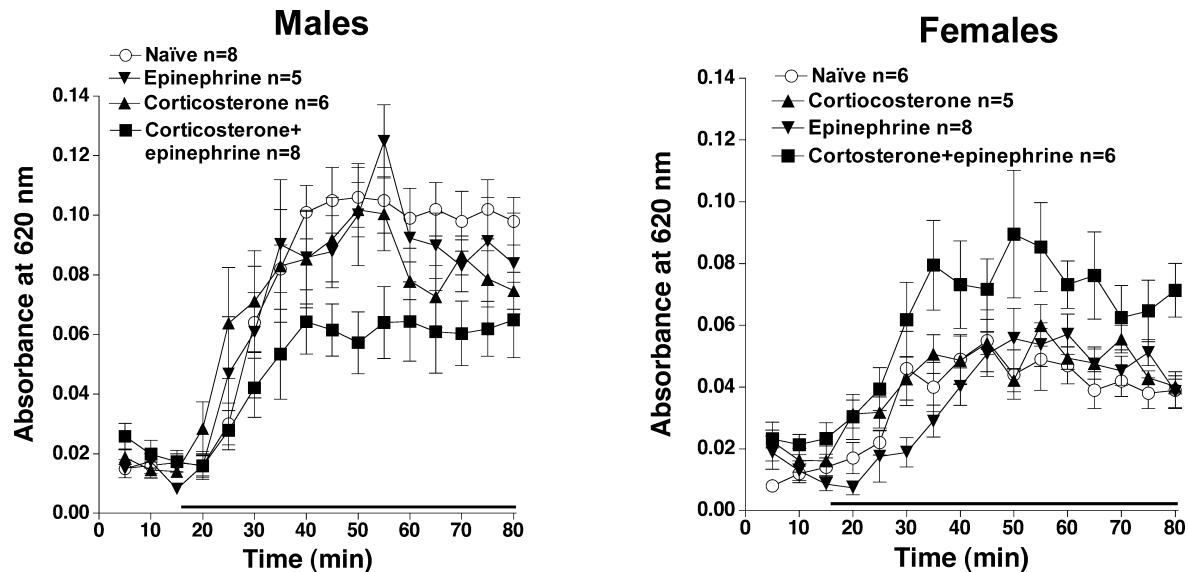 Males
Naïve n=8
Epinephrine n=5
Corticosterone n=6
Corticosterone+
epinephrine n=8
0.14
0.12
0.10
0.08
0.06
0.04
0.02
0.00
Absorbance at 620 nm
0 10 20 30 40 50 60 70 80
Time (min)
Females
Naïve n=6
Cortiocosterone n=5
Epinephrine n=8
Cortosterone+epinephrine n=6
0.14
0.12
0.10
0.08
0.06
0.04
0.02
0.00
Absorbance at 620 nm
0 10 20 30 40 50 60 70 80
Time (min)